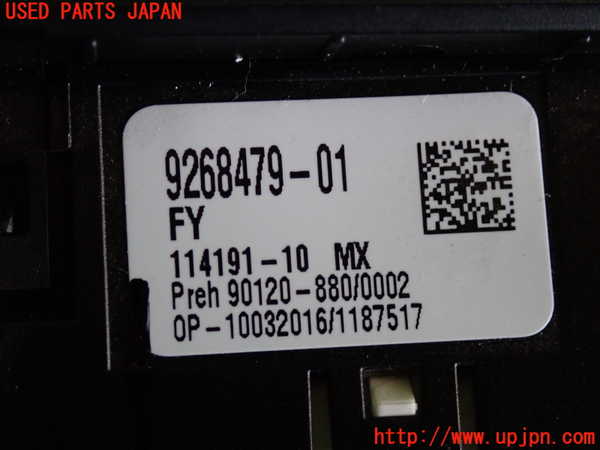 USED PARTS JAPAN
9268479-01
FY
114191-10 MX
Preh 90120-880/0002
OP-10032016/1187517
http://www.upjpn.com/